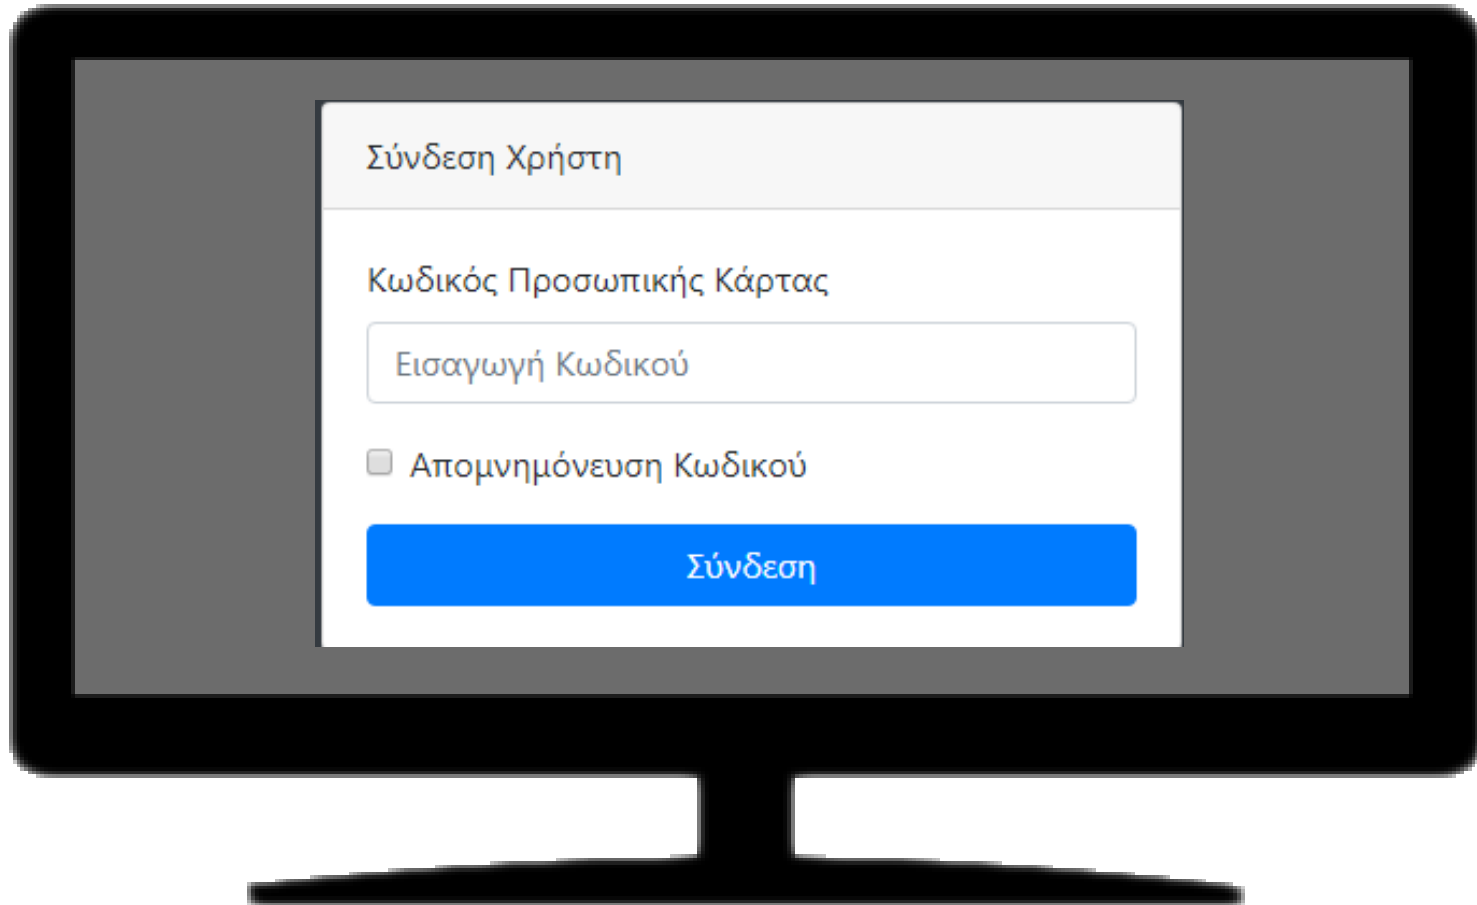 Σύνδεση Χρήστη
Κωδικός Προσωπικής Κάρτας
Εισαγωγή Κωδικού
Απομνημόνευση Κωδικού
Σύνδεση